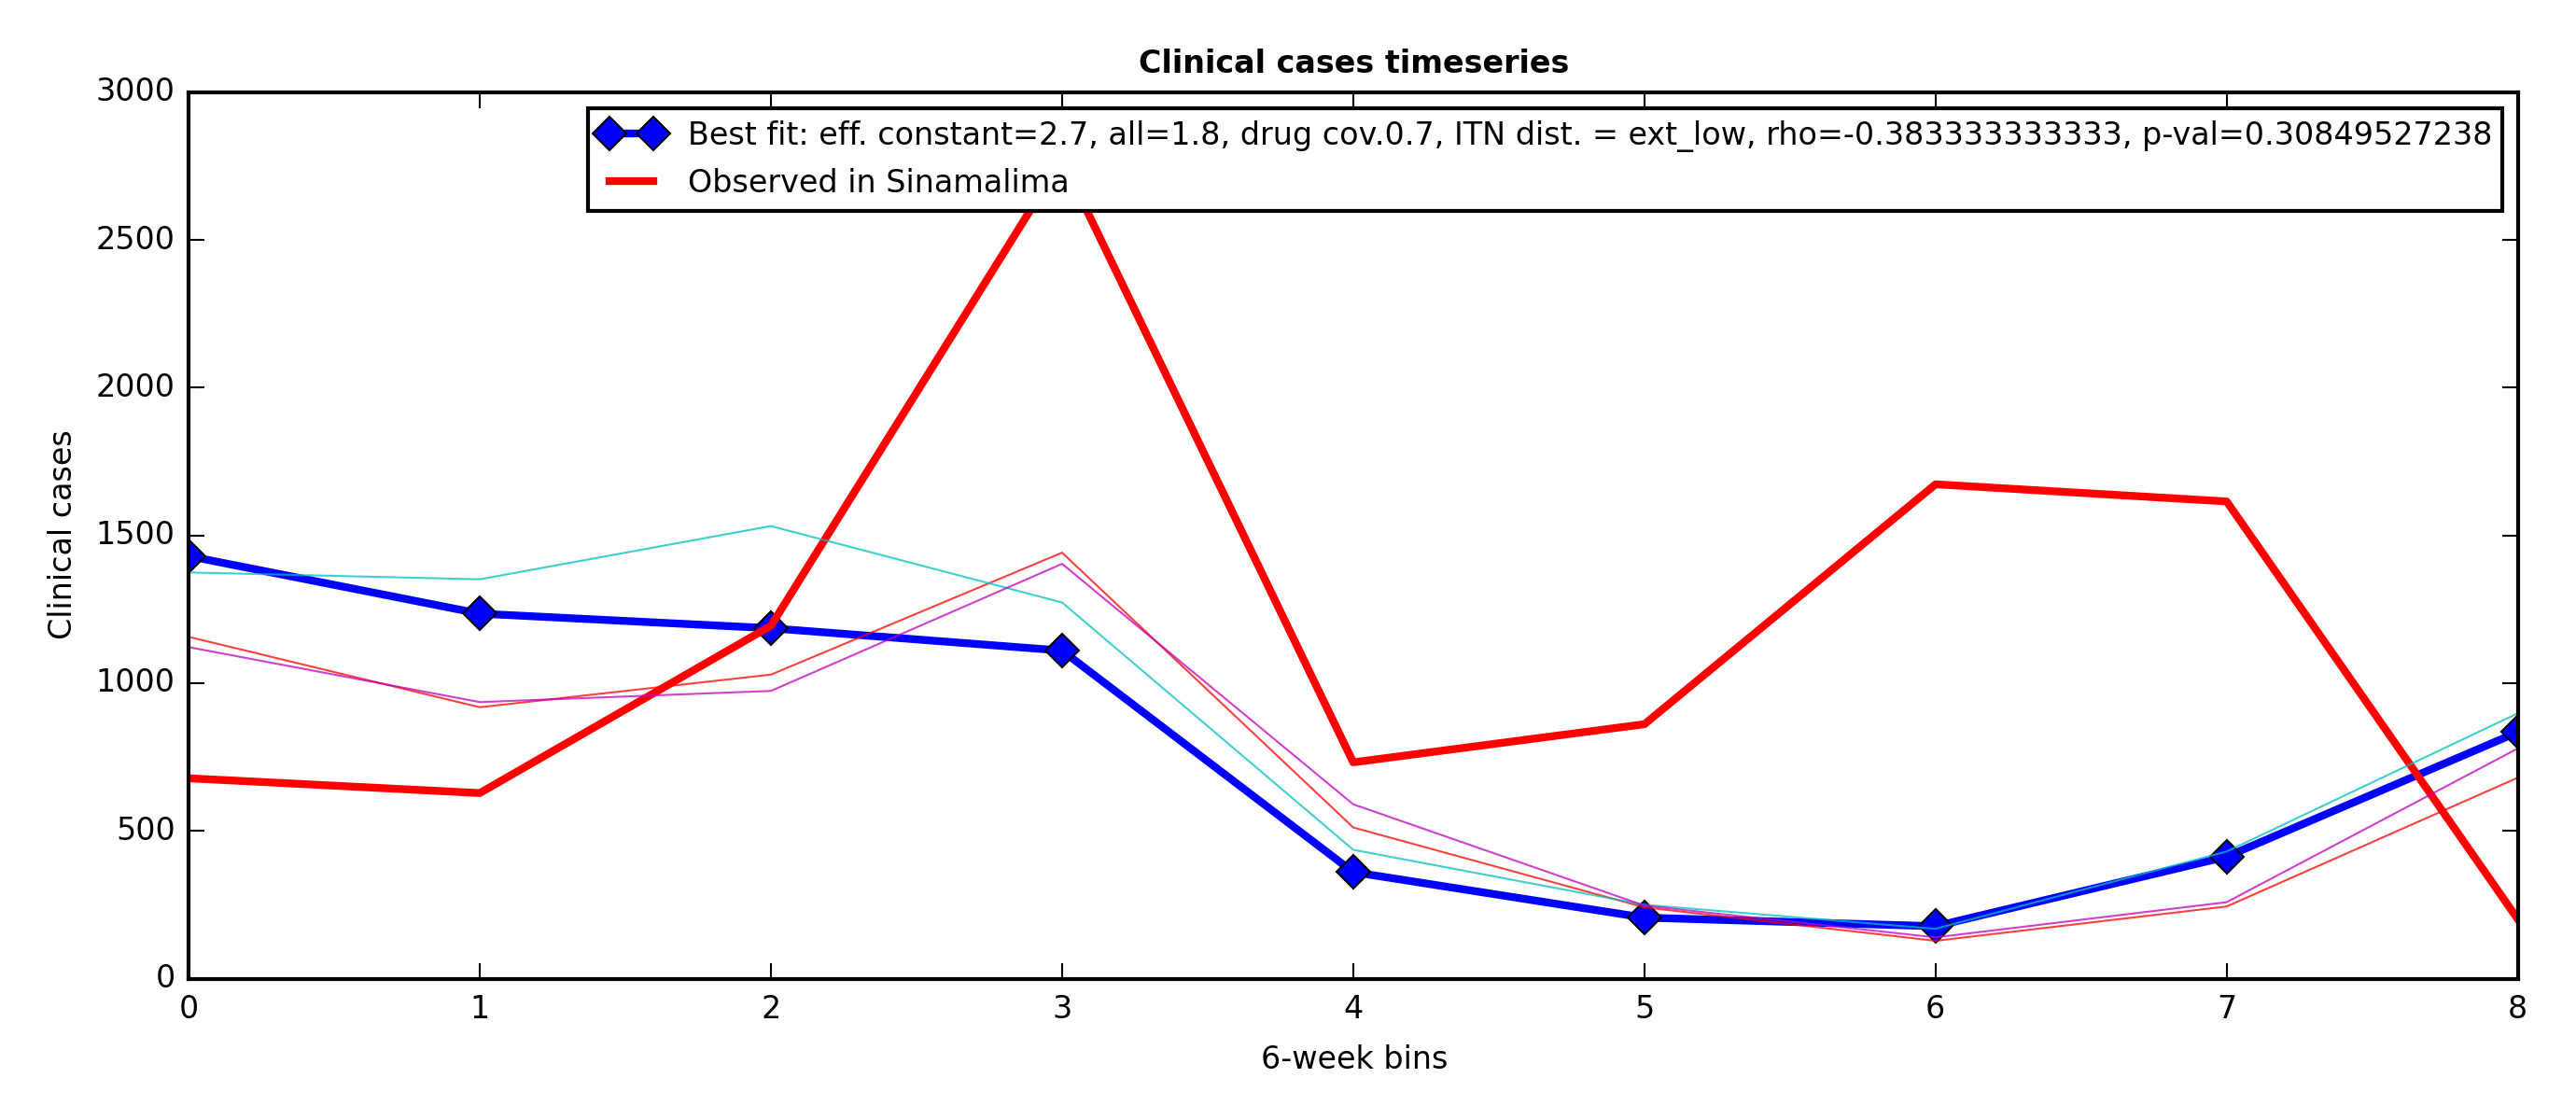 Clinical cases timeseries
Best fit: eff. constant=2.7, all=1.8, drug cov.0.7, ITN dist. = ext_low, rho=-0.383333333333, p-val=0.30849527238
Observed in Sinamalima
3000
2500
2000
1500
1000
500
0
Clinical cases
0 1 2 3 4 5 6 7 8
6-week bins